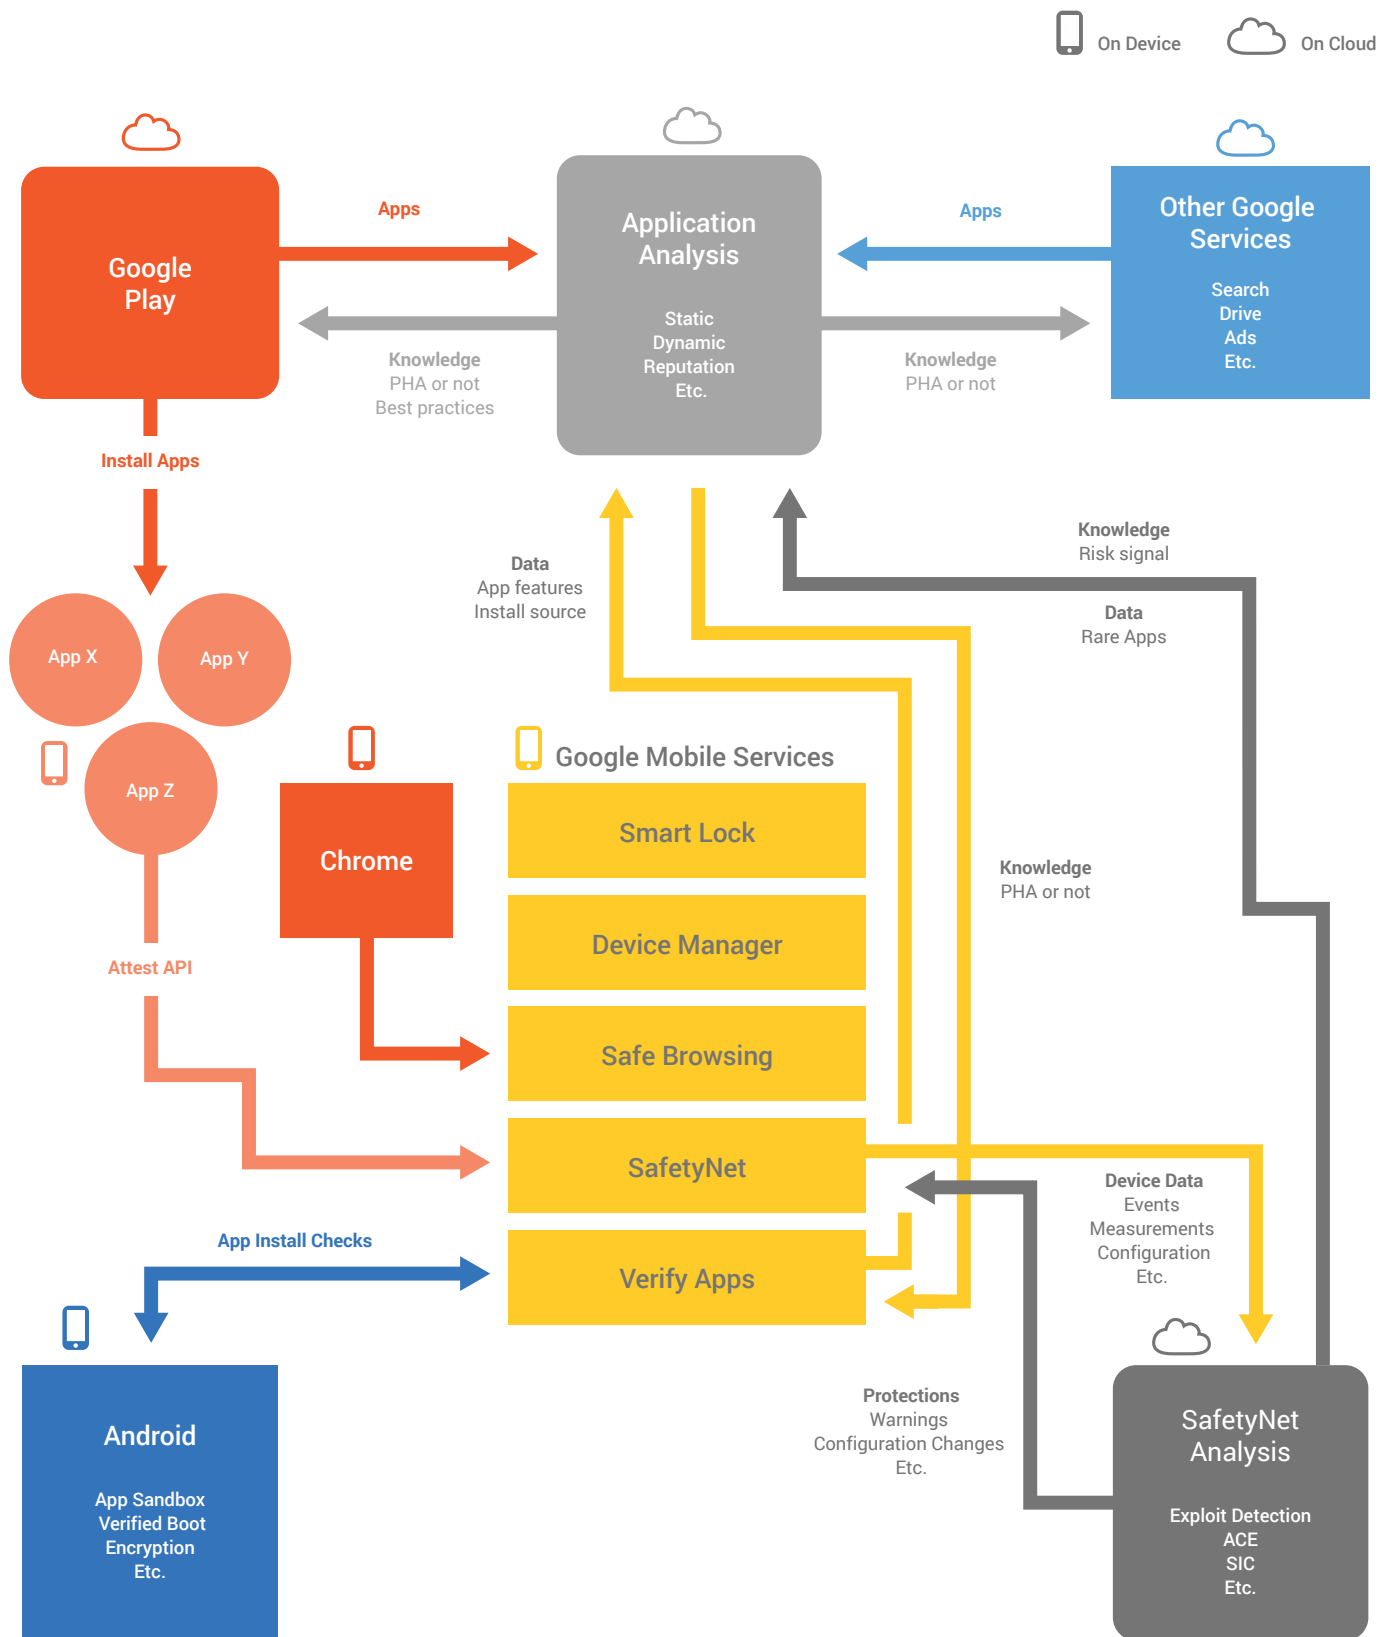 On Device
On Cloud
Google
Play
Apps
Application
Analysis
Static
Dynamic
Reputation
Etc.
Apps
Other Google
Services
Search
Drive
Ads
Etc.
Knowledge
PHA or not
Best practices
Knowledge
PHA or not
Install Apps
Data
App features
Install source
Knowledge
Risk signal
Data
Rare Apps
App X
App Y
App Z
Google Mobile Services
Chrome
Smart Lock
Device Manager
Safe Browsing
SafetyNet
Verify Apps
Knowledge
PHA or not
Attest API
Device Data
Events
Measurements
Configuration
Etc.
App Install Checks
Android
App Sandbox
Verified Boot
Encryption
Etc.
Protections
Warnings
Configuration Changes
Etc.
SafetyNet
Analysis
Exploit Detection
ACE
SIC
Etc.